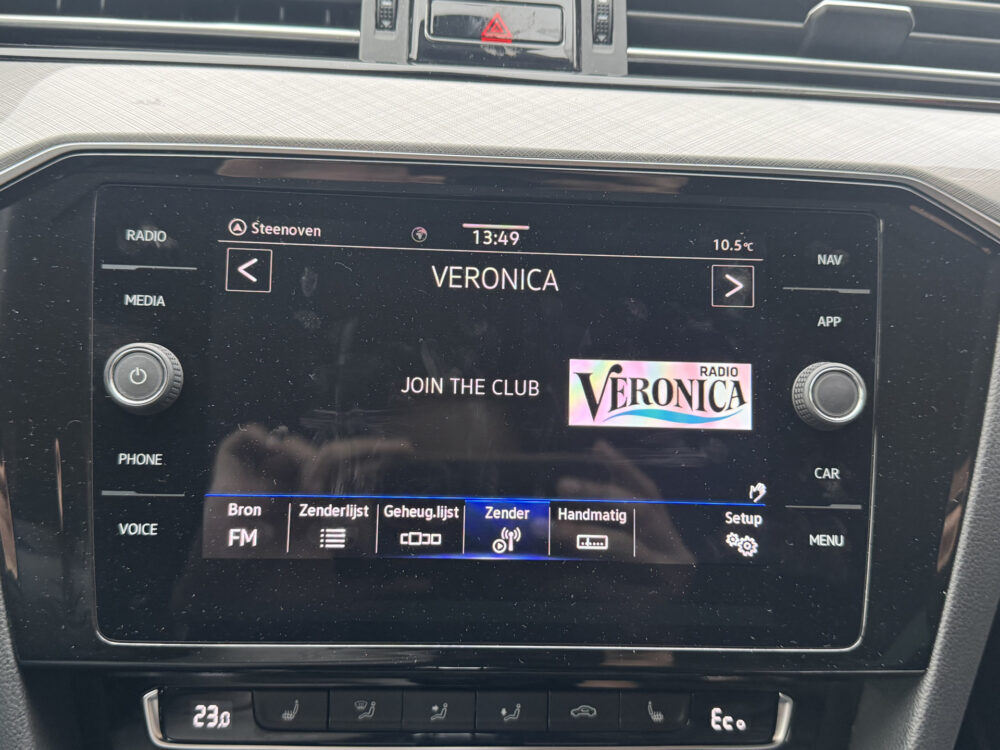 Steenoven
13:49
10.5°C
RADIO
MEDIA
PHONE
VOICE
<
VERONICA
>
JOIN THE CLUB
RADIO
VERONICA
Bron
FM
Zenderlijst
Geheug.lijst
Zender
Handmatig
Setup
NAV
APP
CAR
MENU
23,0
Eco